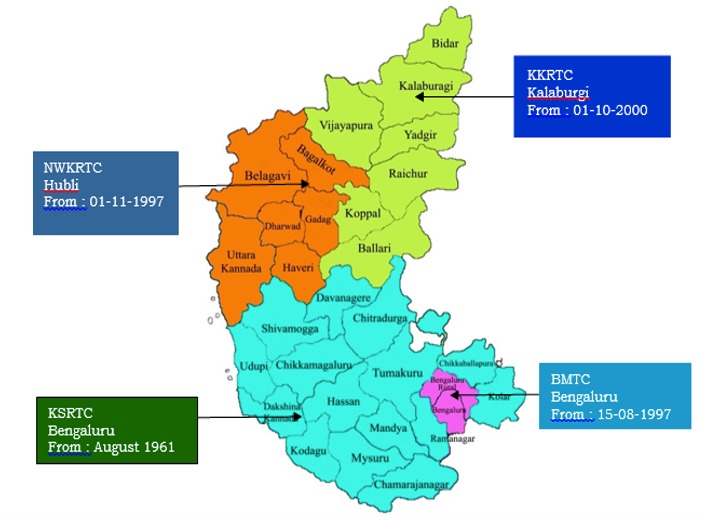 Bidar
KKRTC
Kalaburgi
From : 01-10-2000
Kalaburagi
Vijayapura
Yadgir
Bagalkot
NWKRTC
Hubli
From : 01-11-1997
Belagavi
Raichur
Koppal
Gadag
Dharwad
Ballari
Uttara
Kannada
Haveri
Davanagere
Chitradurga
Shivamogga
Chikkaballapura
Udupi
Chikkamagaluru
Tumakuru
Bengaluru
Rural
BMTC
Bengaluru
From : 15-08-1997
Kolar
Hassan
Dakshina
Kannada
Bengaluru
KSRTC
Bengaluru
From : August 1961
Mandya
Ramanagar
Kodagu
Mysuru
Chamarajanagar